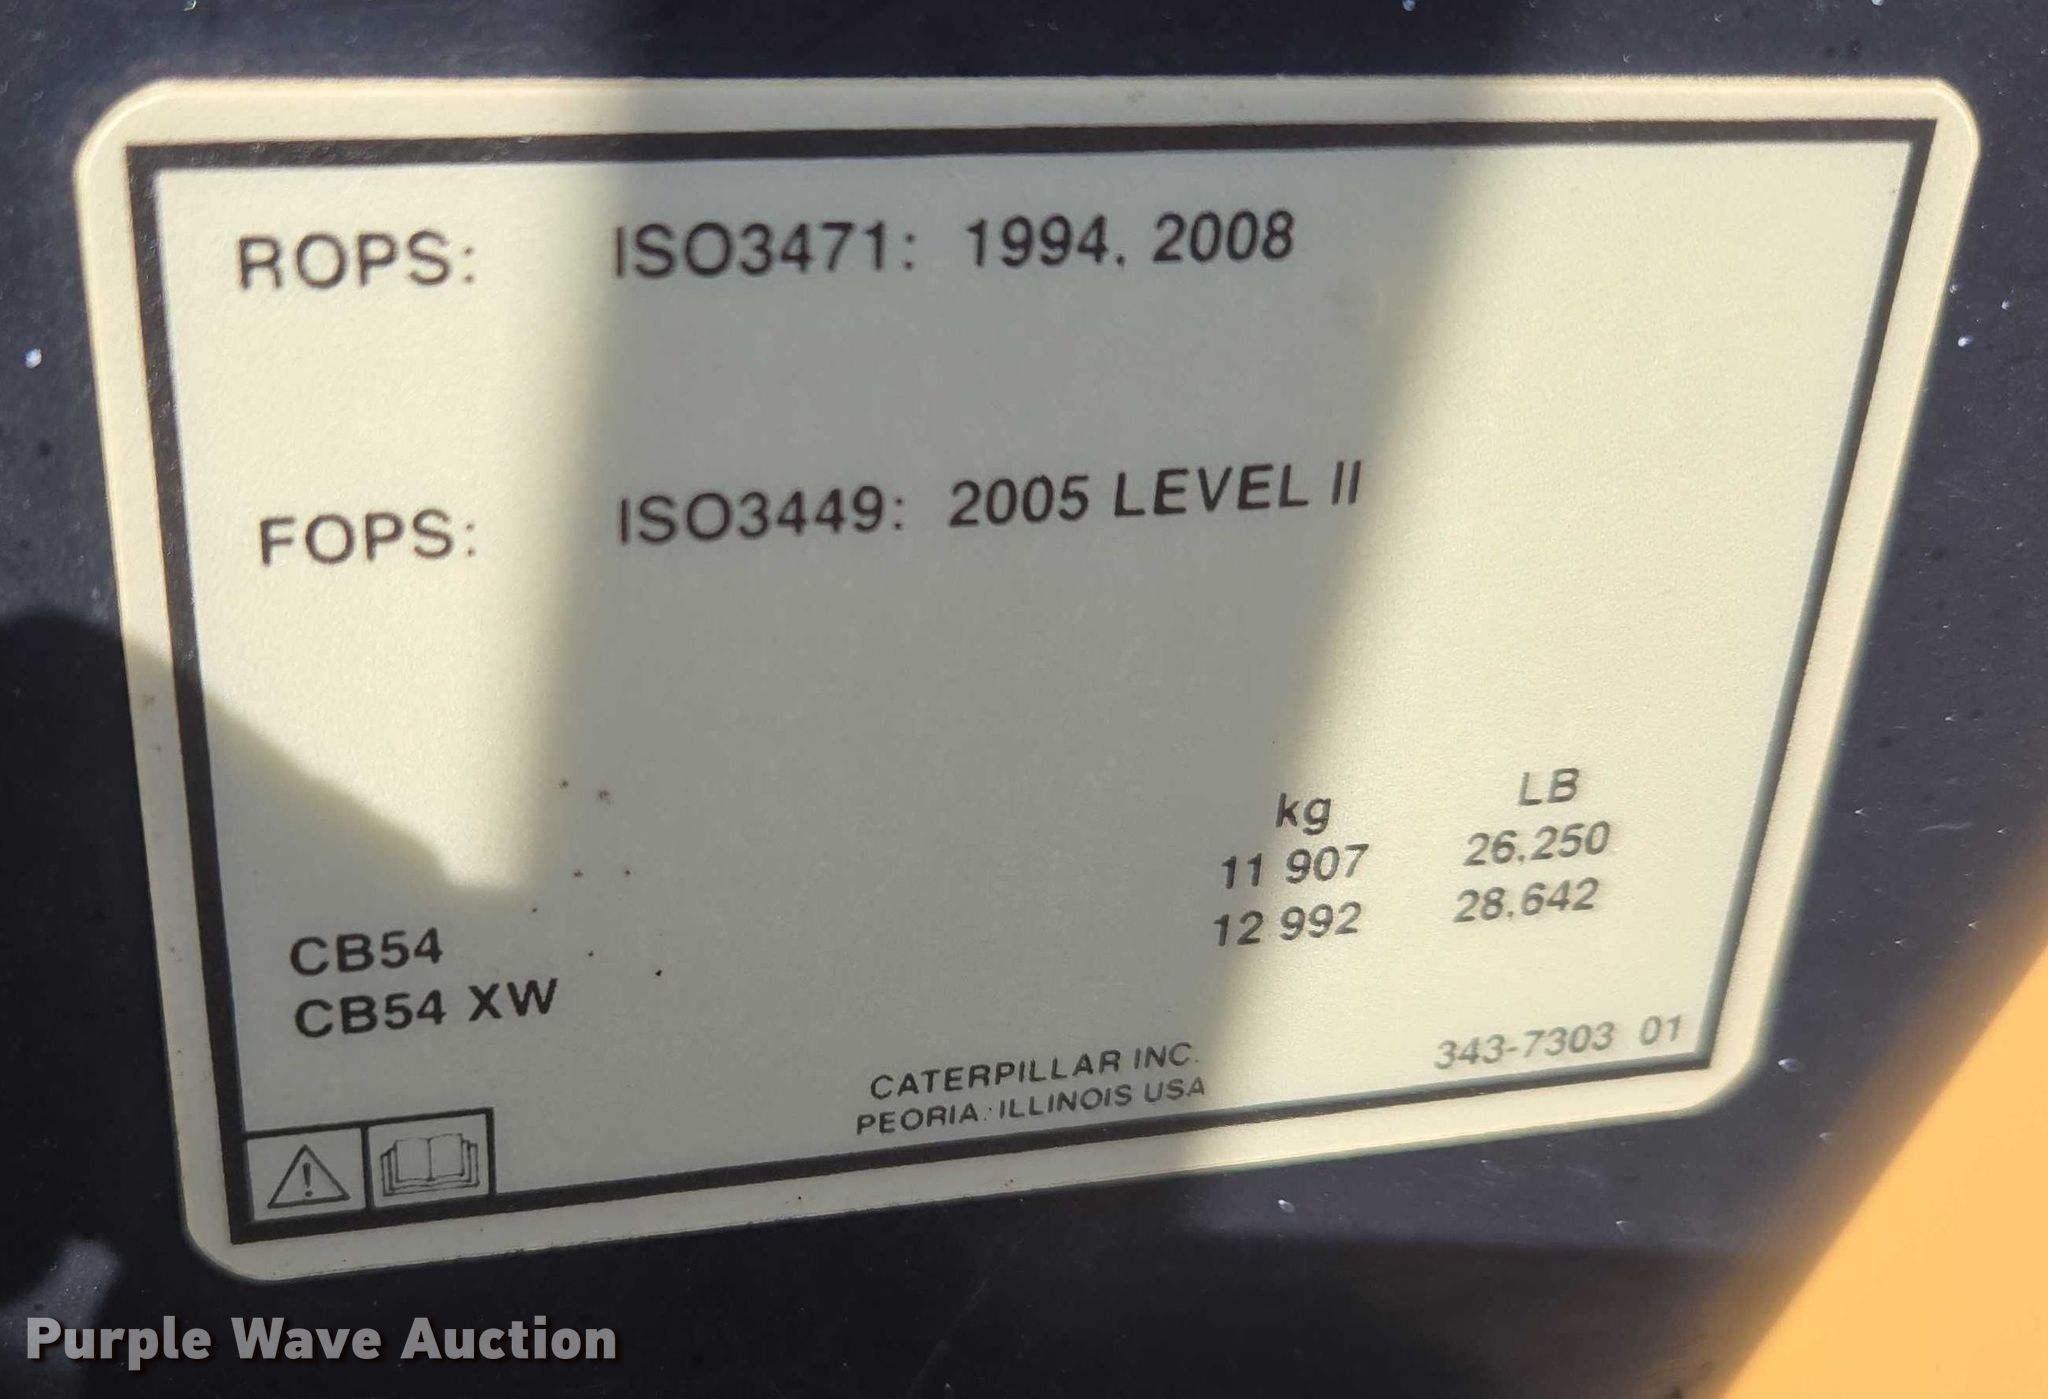 ROPS: ISO3471: 1994, 2008
FOPS: ISO3449: 2005 LEVEL II
kg LB
CB54 11 907 26,250
CB54 XW 12 992 28,642
CATERPILLAR INC.
PEORIA, ILLINOIS USA
343-7303 01
Purple Wave Auction